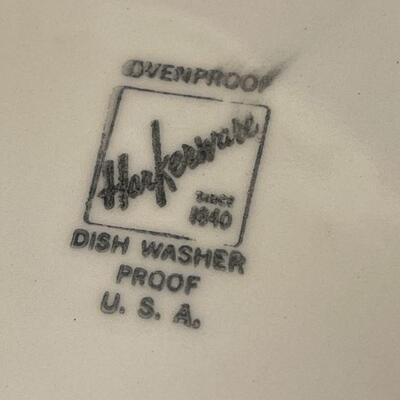 OVENPROOF
Harkerware
SINCE
1840
DISH WASHER
PROOF
U. S. A.